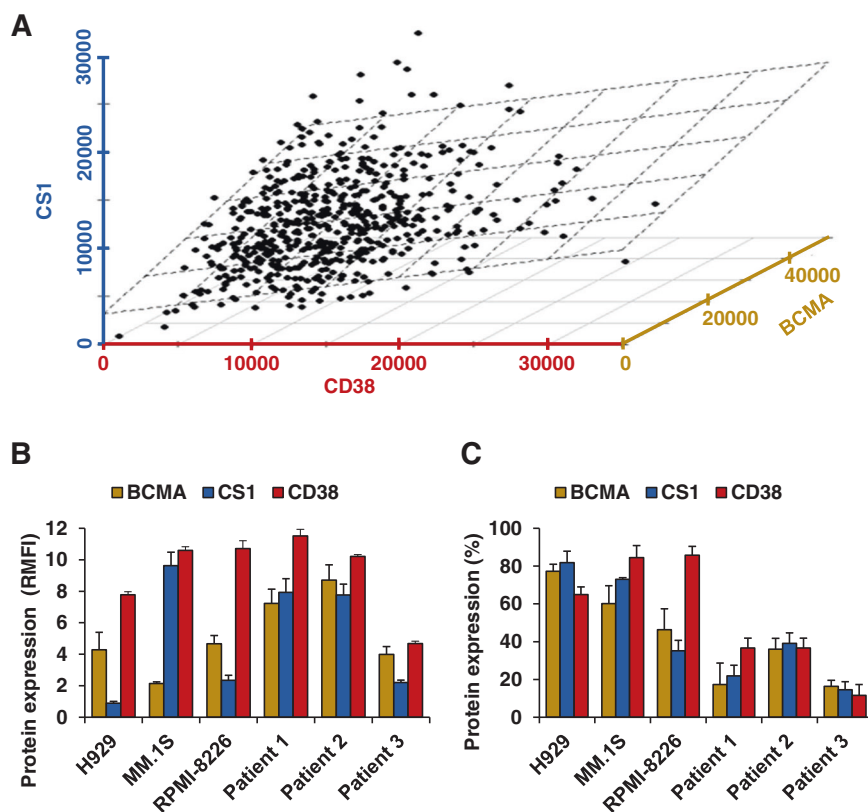 A
30000
20000
10000
0
CS1
0
10000
20000
30000
CD38
0
20000
40000
BCMA
B
BCMA CS1 CD38
Protein expression (RMFI)
12
10
8
6
4
2
0
H929
MM.1S
RPMI-8226
Patient 1
Patient 2
Patient 3
C
BCMA CS1 CD38
Protein expression (%)
100
80
60
40
20
0
H929
MM.1S
RPMI-8226
Patient 1
Patient 2
Patient 3